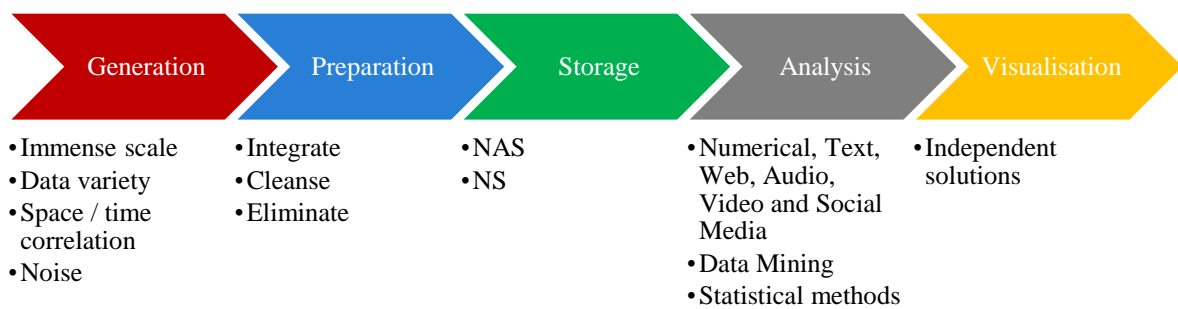 Generation
Preparation
Storage
Analysis
Visualisation
•Immense scale
•Data variety
•Space / time
correlation
•Noise
•Integrate
•Cleanse
•Eliminate
•NAS
•NS
•Numerical, Text,
Web, Audio,
Video and Social
Media
•Data Mining
•Statistical methods
•Independent
solutions